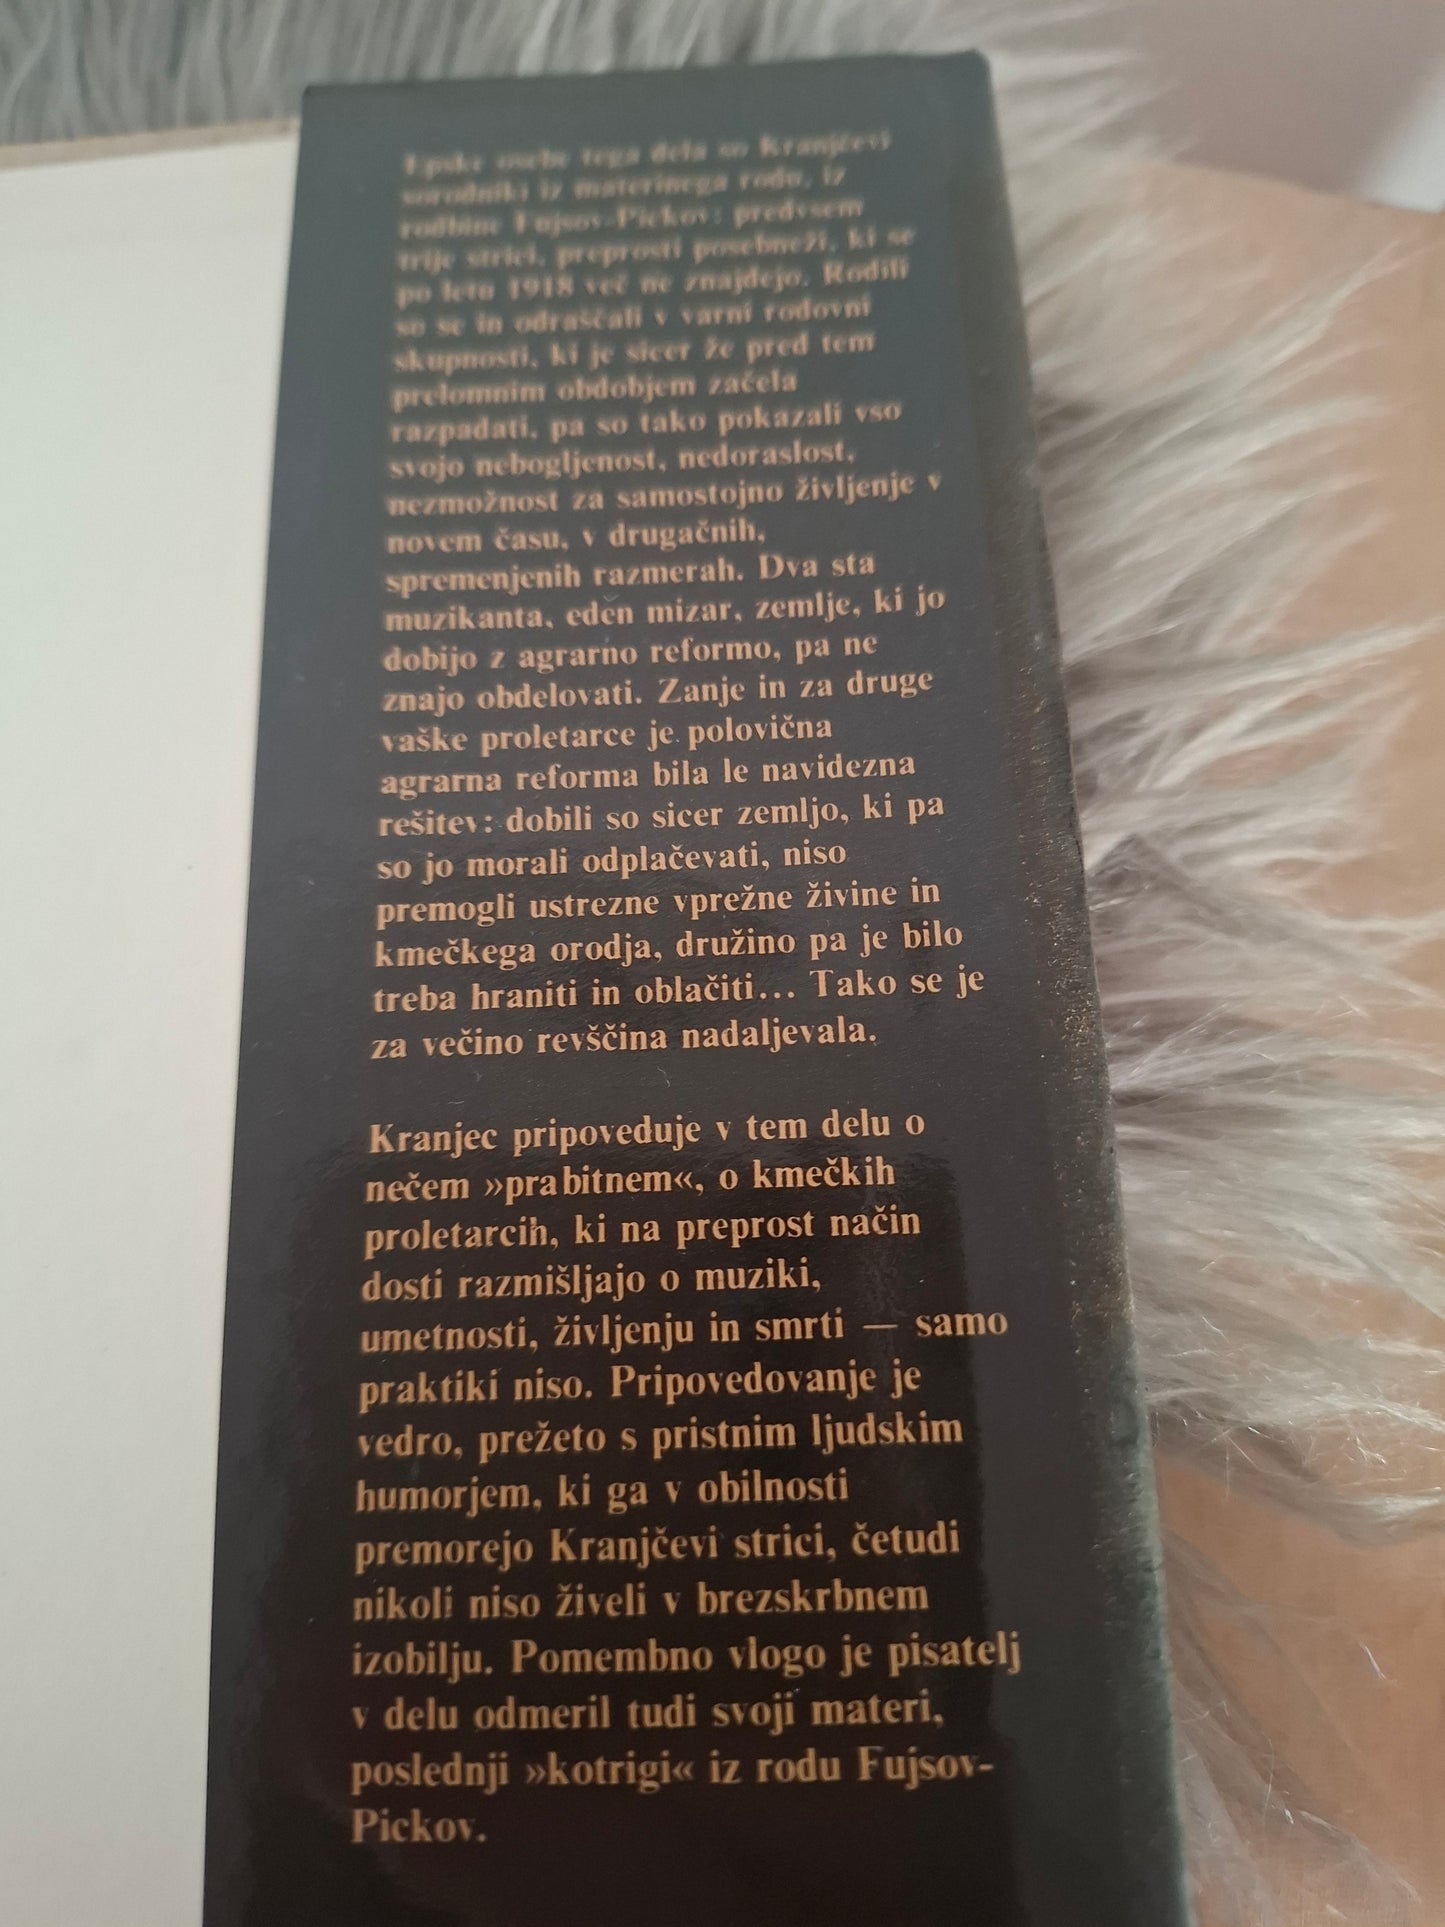 Epske osebe tega dela so Kranjčevi
sorodniki iz materinega rodu, iz
rodbine Fujsov-Pickov: predvsem
trije strici, preprosti posebneži, ki se
po letu 1918 več ne znajdejo. Rodili
so se in odraščali v varni rodovni
skupnosti, ki je sicer že pred tem
prelomnim obdobjem začela
razpadati, pa so tako pokazali vso
svojo nebogljenost, nedoraslost,
nezmožnost za samostojno življenje v
novem času, v drugačnih,
spremenjenih razmerah. Dva sta
muzikanta, eden mizar, zemlje, ki jo
dobijo z agrarno reformo, pa ne
znajo obdelovati. Zanje in za druge
vaške proletarce je polovična
agrarna reforma bila le navidezna
rešitev: dobili so sicer zemljo, ki pa
so jo morali odplačevati, niso
premogli ustrezne vprežne živine in
kmečkega orodja, družino pa je bilo
treba hraniti in oblačiti... Tako se je
za večino revščina nadaljevala.
Kranjec pripoveduje v tem delu o
nečem »prabitnem«, o kmečkih
proletarcih, ki na preprost način
dosti razmišljajo o muziki,
umetnosti, življenju in smrti — samo
praktiki niso. Pripovedovanje je
vedro, prežeto s pristnim ljudskim
humorjem, ki ga v obilnosti
premorejo Kranjčevi strici, četudi
nikoli niso živeli v brezskrbnem
izobilju. Pomembno vlogo je pisatelj
v delu odmeril tudi svoji materi,
poslednji »kotrigi« iz rodu Fujsov-
Pickov.